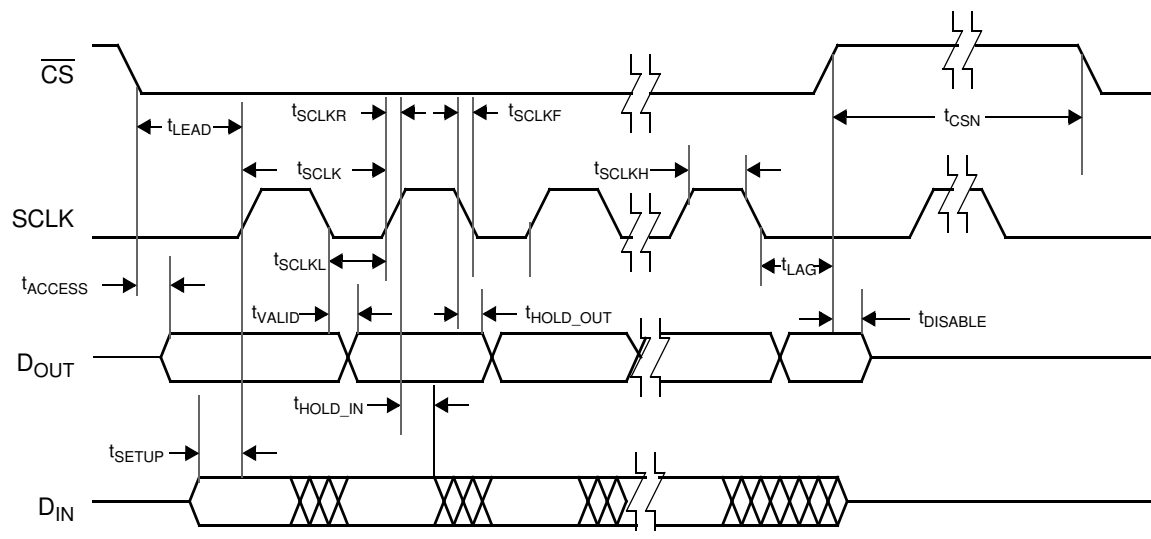 CS
tLEAD
tSCLKR
tSCLKF
tCSN
tSCLK
tSCLKH
SCLK
tSCLKL
tLAG
tACCESS
tVALID
tHOLD_OUT
tDISABLE
DOUT
tHOLD_IN
tSETUP
DIN